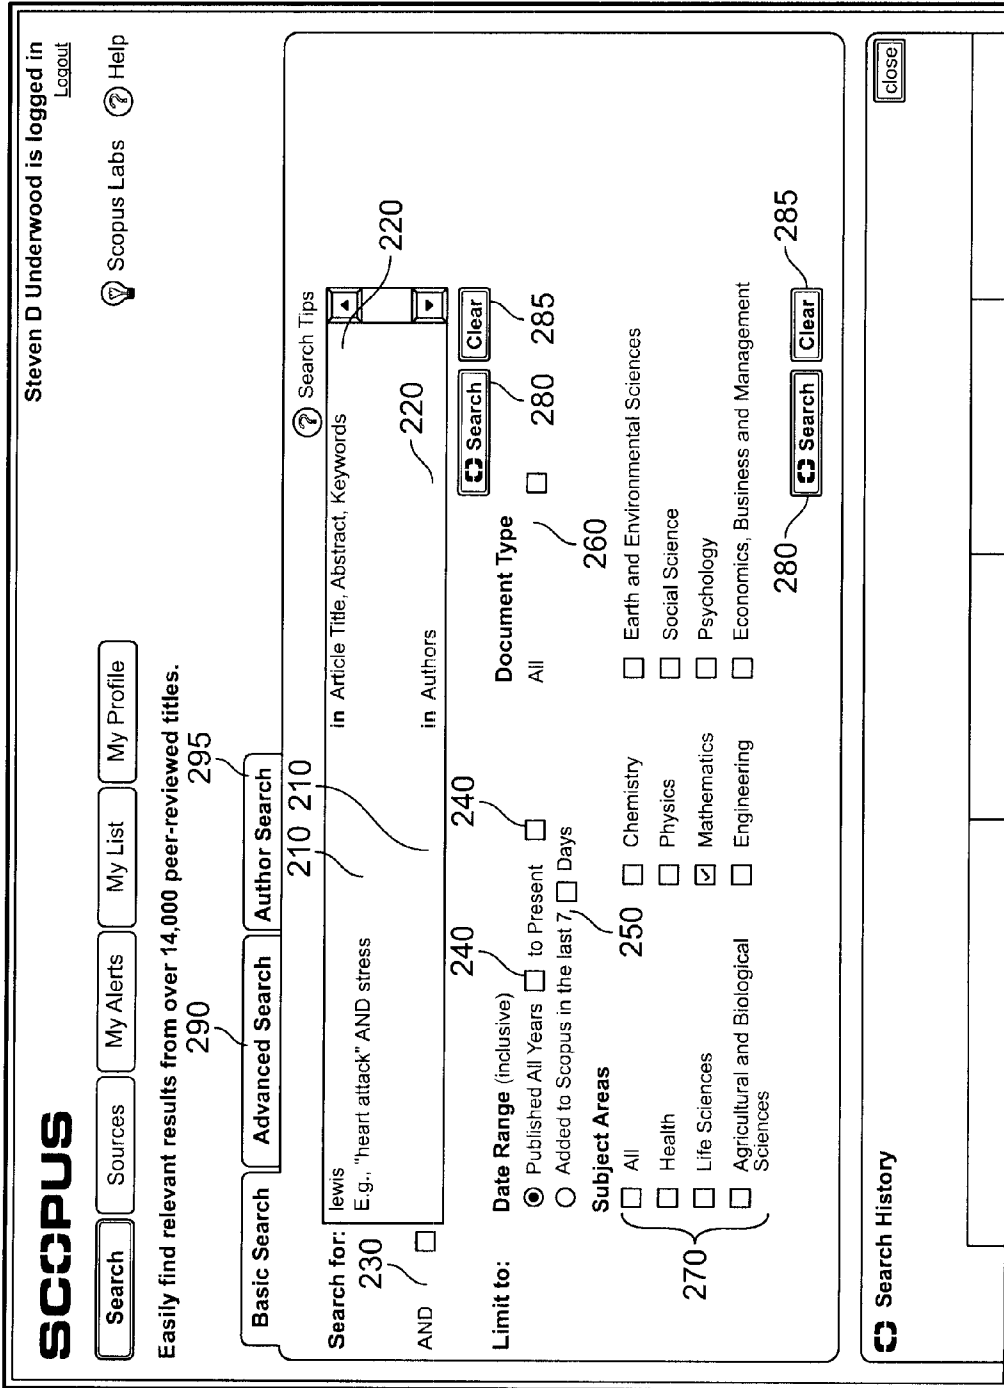 Steven D Underwood is logged in
Logout
SCOPUS
Search Sources My Alerts My List My Profile
Scopus Labs ? Help
Easily find relevant results from over 14,000 peer-reviewed titles.
290 295
Basic Search Advanced Search Author Search
? Search Tips
210 210
Search for: lewis in Article Title, Abstract, Keywords 220
E.g., "heart attack" AND stress
230
AND in Authors 220
Search Clear
240 240 280 285
Limit to: Date Range (inclusive) Document Type
Published All Years to Present All
Added to Scopus in the last 7 Days 260
250
Subject Areas
All Chemistry Earth and Environmental Sciences
Health Physics Social Science
Life Sciences Mathematics Psychology
Agricultural and Biological Sciences Engineering Economics, Business and Management
270
280 285
Search Clear
Search History close